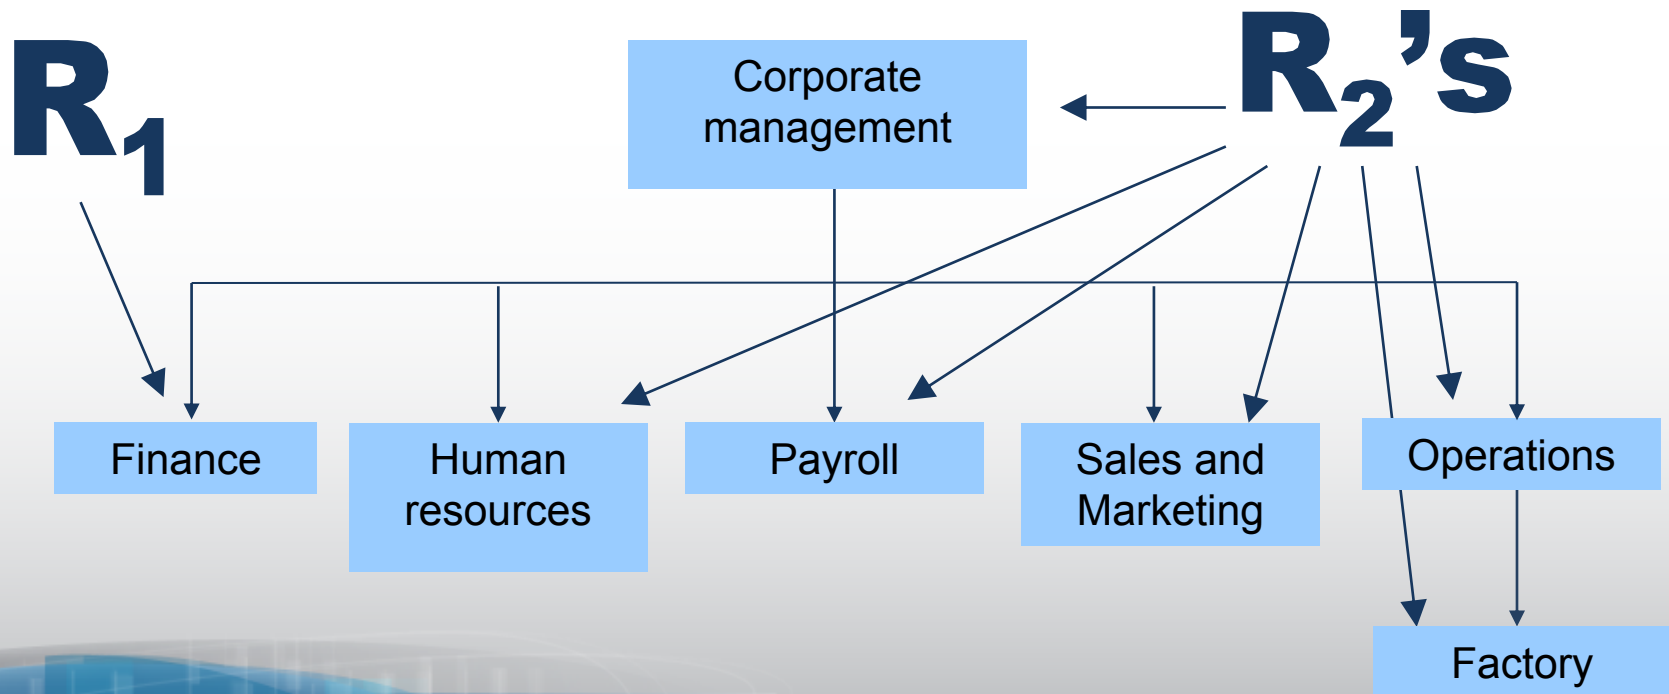 R₁
Corporate
management
R₂’s
Finance
Human
resources
Payroll
Sales and
Marketing
Operations
Factory